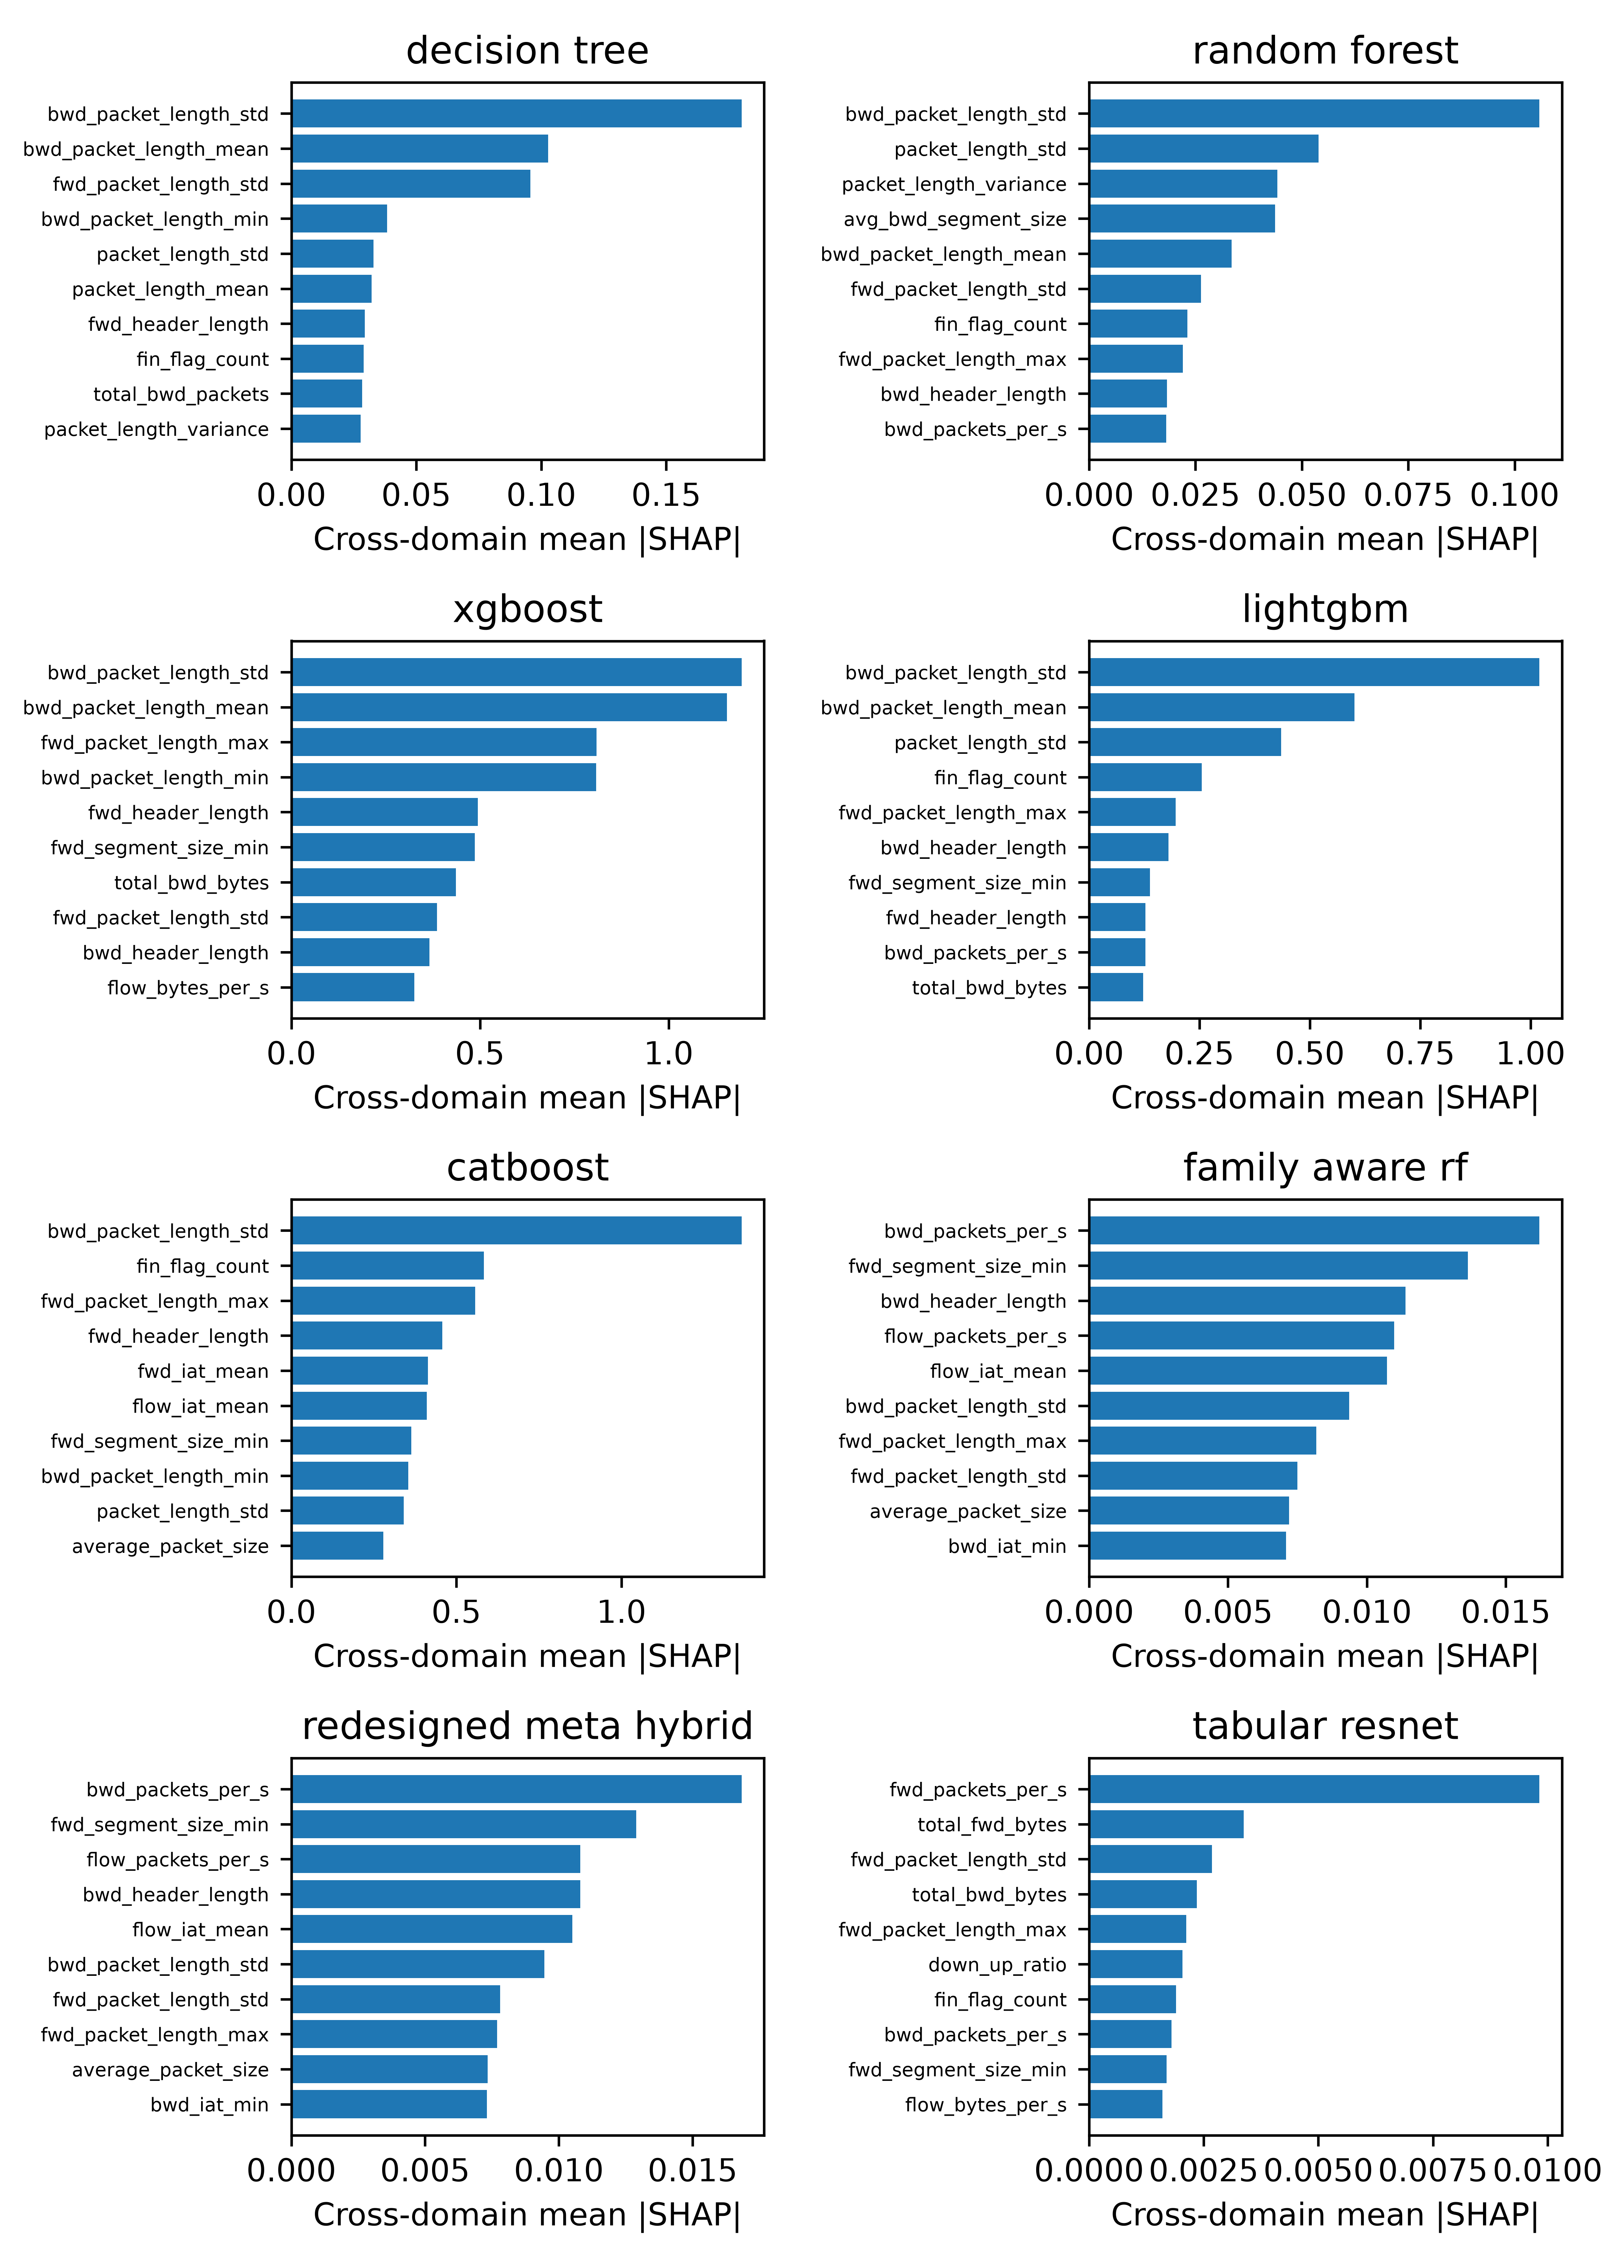 decision tree
bwd_packet_length_std
bwd_packet_length_mean
fwd_packet_length_std
bwd_packet_length_min
packet_length_std
packet_length_mean
fwd_header_length
fin_flag_count
total_bwd_packets
packet_length_variance
0.00 0.05 0.10 0.15
Cross-domain mean |SHAP|
random forest
bwd_packet_length_std
packet_length_std
packet_length_variance
avg_bwd_segment_size
bwd_packet_length_mean
fwd_packet_length_std
fin_flag_count
fwd_packet_length_max
bwd_header_length
bwd_packets_per_s
0.000 0.025 0.050 0.075 0.100
Cross-domain mean |SHAP|
xgboost
bwd_packet_length_std
bwd_packet_length_mean
fwd_packet_length_max
bwd_packet_length_min
fwd_header_length
fwd_segment_size_min
total_bwd_bytes
fwd_packet_length_std
bwd_header_length
flow_bytes_per_s
0.0 0.5 1.0
Cross-domain mean |SHAP|
lightgbm
bwd_packet_length_std
bwd_packet_length_mean
packet_length_std
fin_flag_count
fwd_packet_length_max
bwd_header_length
fwd_segment_size_min
fwd_header_length
bwd_packets_per_s
total_bwd_bytes
0.00 0.25 0.50 0.75 1.00
Cross-domain mean |SHAP|
catboost
bwd_packet_length_std
fin_flag_count
fwd_packet_length_max
fwd_header_length
fwd_iat_mean
flow_iat_mean
fwd_segment_size_min
bwd_packet_length_min
packet_length_std
average_packet_size
0.0 0.5 1.0
Cross-domain mean |SHAP|
family aware rf
bwd_packets_per_s
fwd_segment_size_min
bwd_header_length
flow_packets_per_s
flow_iat_mean
bwd_packet_length_std
fwd_packet_length_max
fwd_packet_length_std
average_packet_size
bwd_iat_min
0.000 0.005 0.010 0.015
Cross-domain mean |SHAP|
redesigned meta hybrid
bwd_packets_per_s
fwd_segment_size_min
flow_packets_per_s
bwd_header_length
flow_iat_mean
bwd_packet_length_std
fwd_packet_length_std
fwd_packet_length_max
average_packet_size
bwd_iat_min
0.000 0.005 0.010 0.015
Cross-domain mean |SHAP|
tabular resnet
fwd_packets_per_s
total_fwd_bytes
fwd_packet_length_std
total_bwd_bytes
fwd_packet_length_max
down_up_ratio
fin_flag_count
bwd_packets_per_s
fwd_segment_size_min
flow_bytes_per_s
0.0000 0.0025 0.0050 0.0075 0.0100
Cross-domain mean |SHAP|